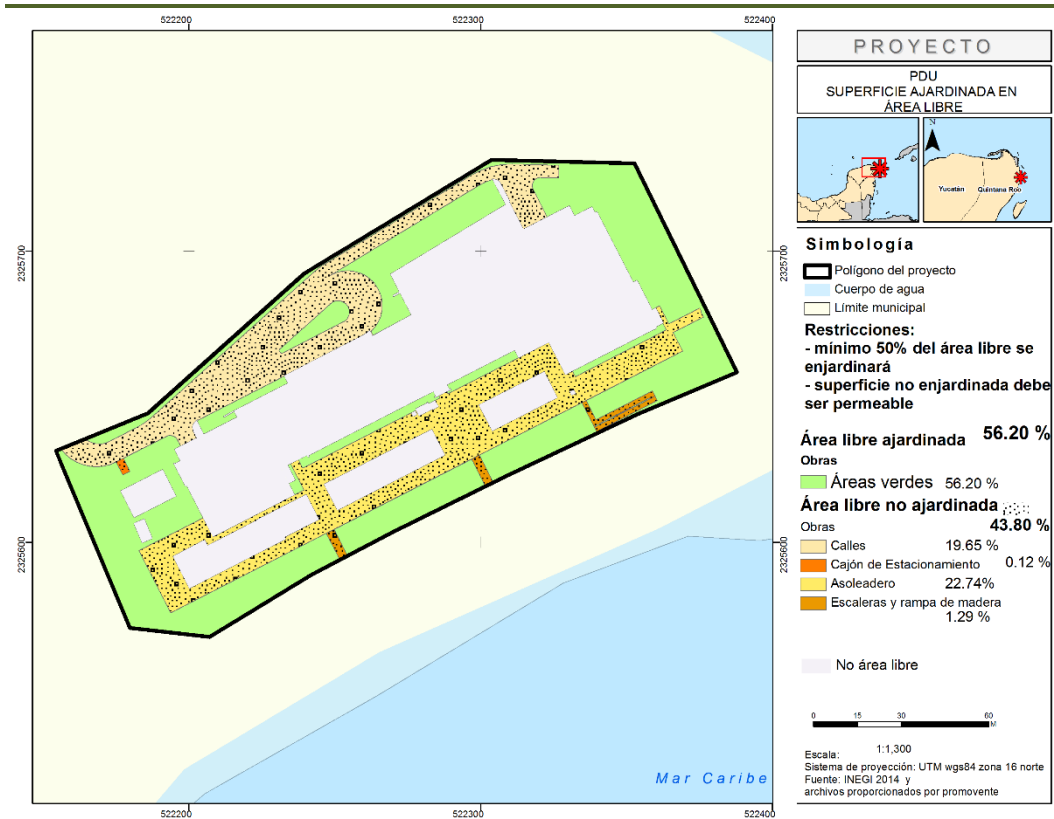 522200
522300
522400
2325700
2325700
2325600
2325600
Mar Caribe
522200
522300
522400
PROYECTO
PDU
SUPERFICIE AJARDINADA EN
ÁREA LIBRE
N
Yucatán
Quintana Roo
Simbología
Polígono del proyecto
Cuerpo de agua
Límite municipal
Restricciones:
- mínimo 50% del área libre se
enjardinará
- superficie no enjardinada debe
ser permeable
Área libre ajardinada 56.20 %
Obras
Áreas verdes 56.20 %
Área libre no ajardinada
Obras 43.80 %
Calles 19.65 %
Cajón de Estacionamiento 0.12 %
Asoleadero 22.74%
Escaleras y rampa de madera
1.29 %
No área libre
0 15 30 60
M
Escala: 1:1,300
Sistema de proyección: UTM wgs84 zona 16 norte
Fuente: INEGI 2014 y
archivos proporcionados por promovente